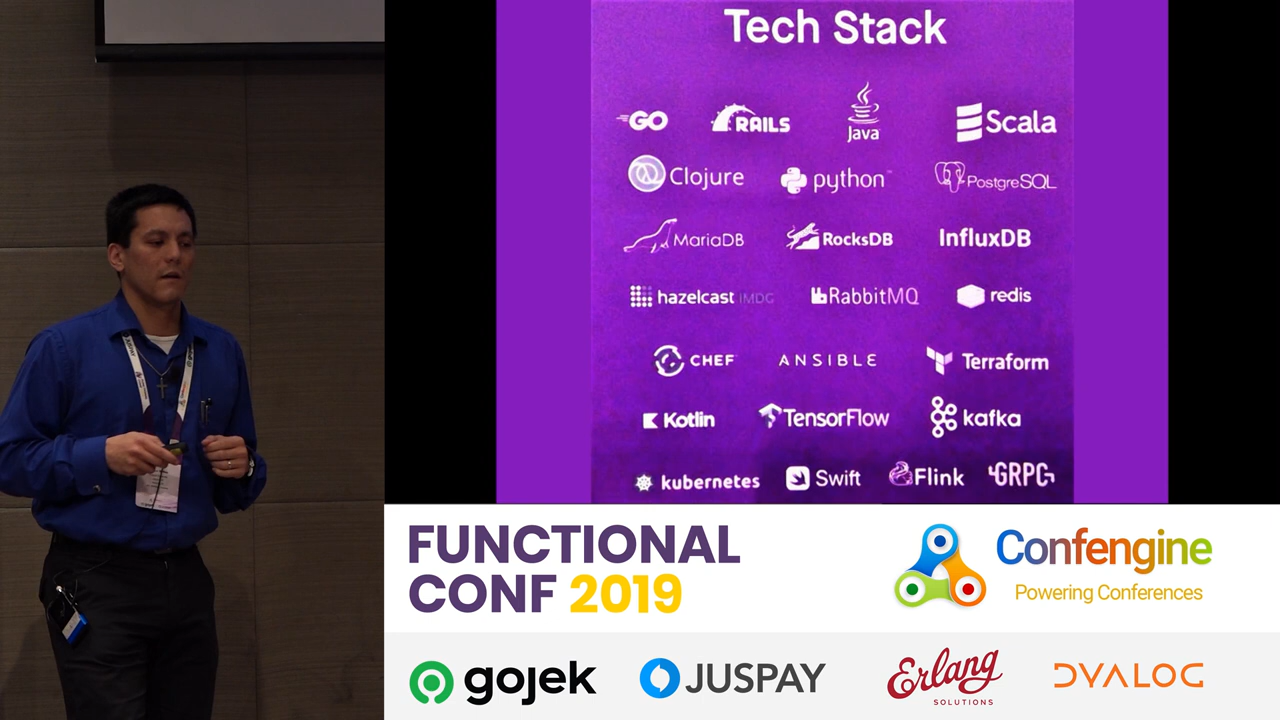 Tech Stack
GO RAILS Java Scala
Clojure python PostgreSQL
MariaDB RocksDB InfluxDB
hazelcast IMDG RabbitMQ redis
CHEF ANSIBLE Terraform
Kotlin TensorFlow kafka
kubernetes Swift Flink GRPC
FUNCTIONAL
CONF 2019
Confengine
Powering Conferences
gojek JUSPAY Erlang SOLUTIONS DYALOG